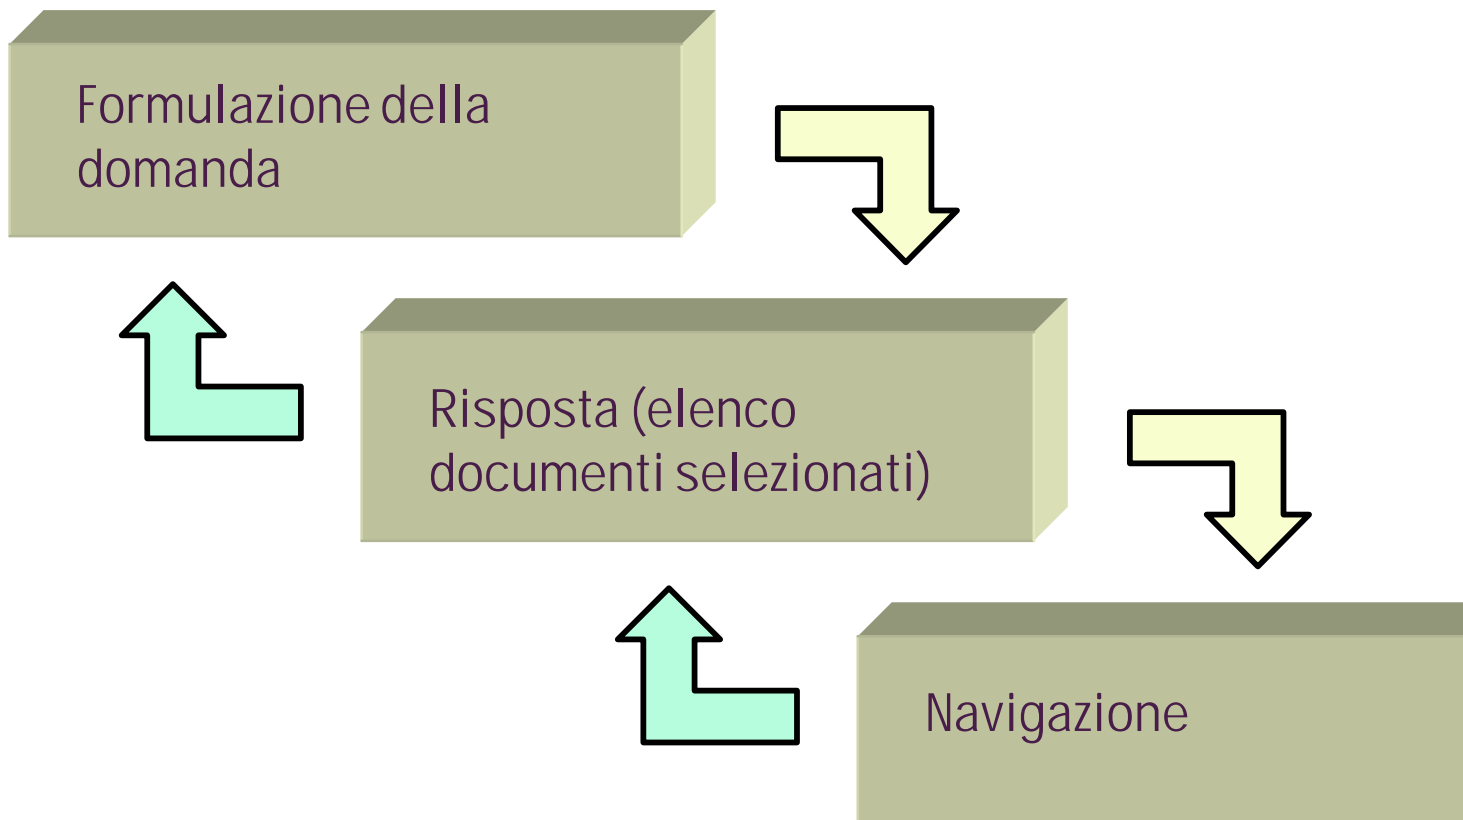 Formulazione della
domanda
Risposta (elenco
documenti selezionati)
Navigazione